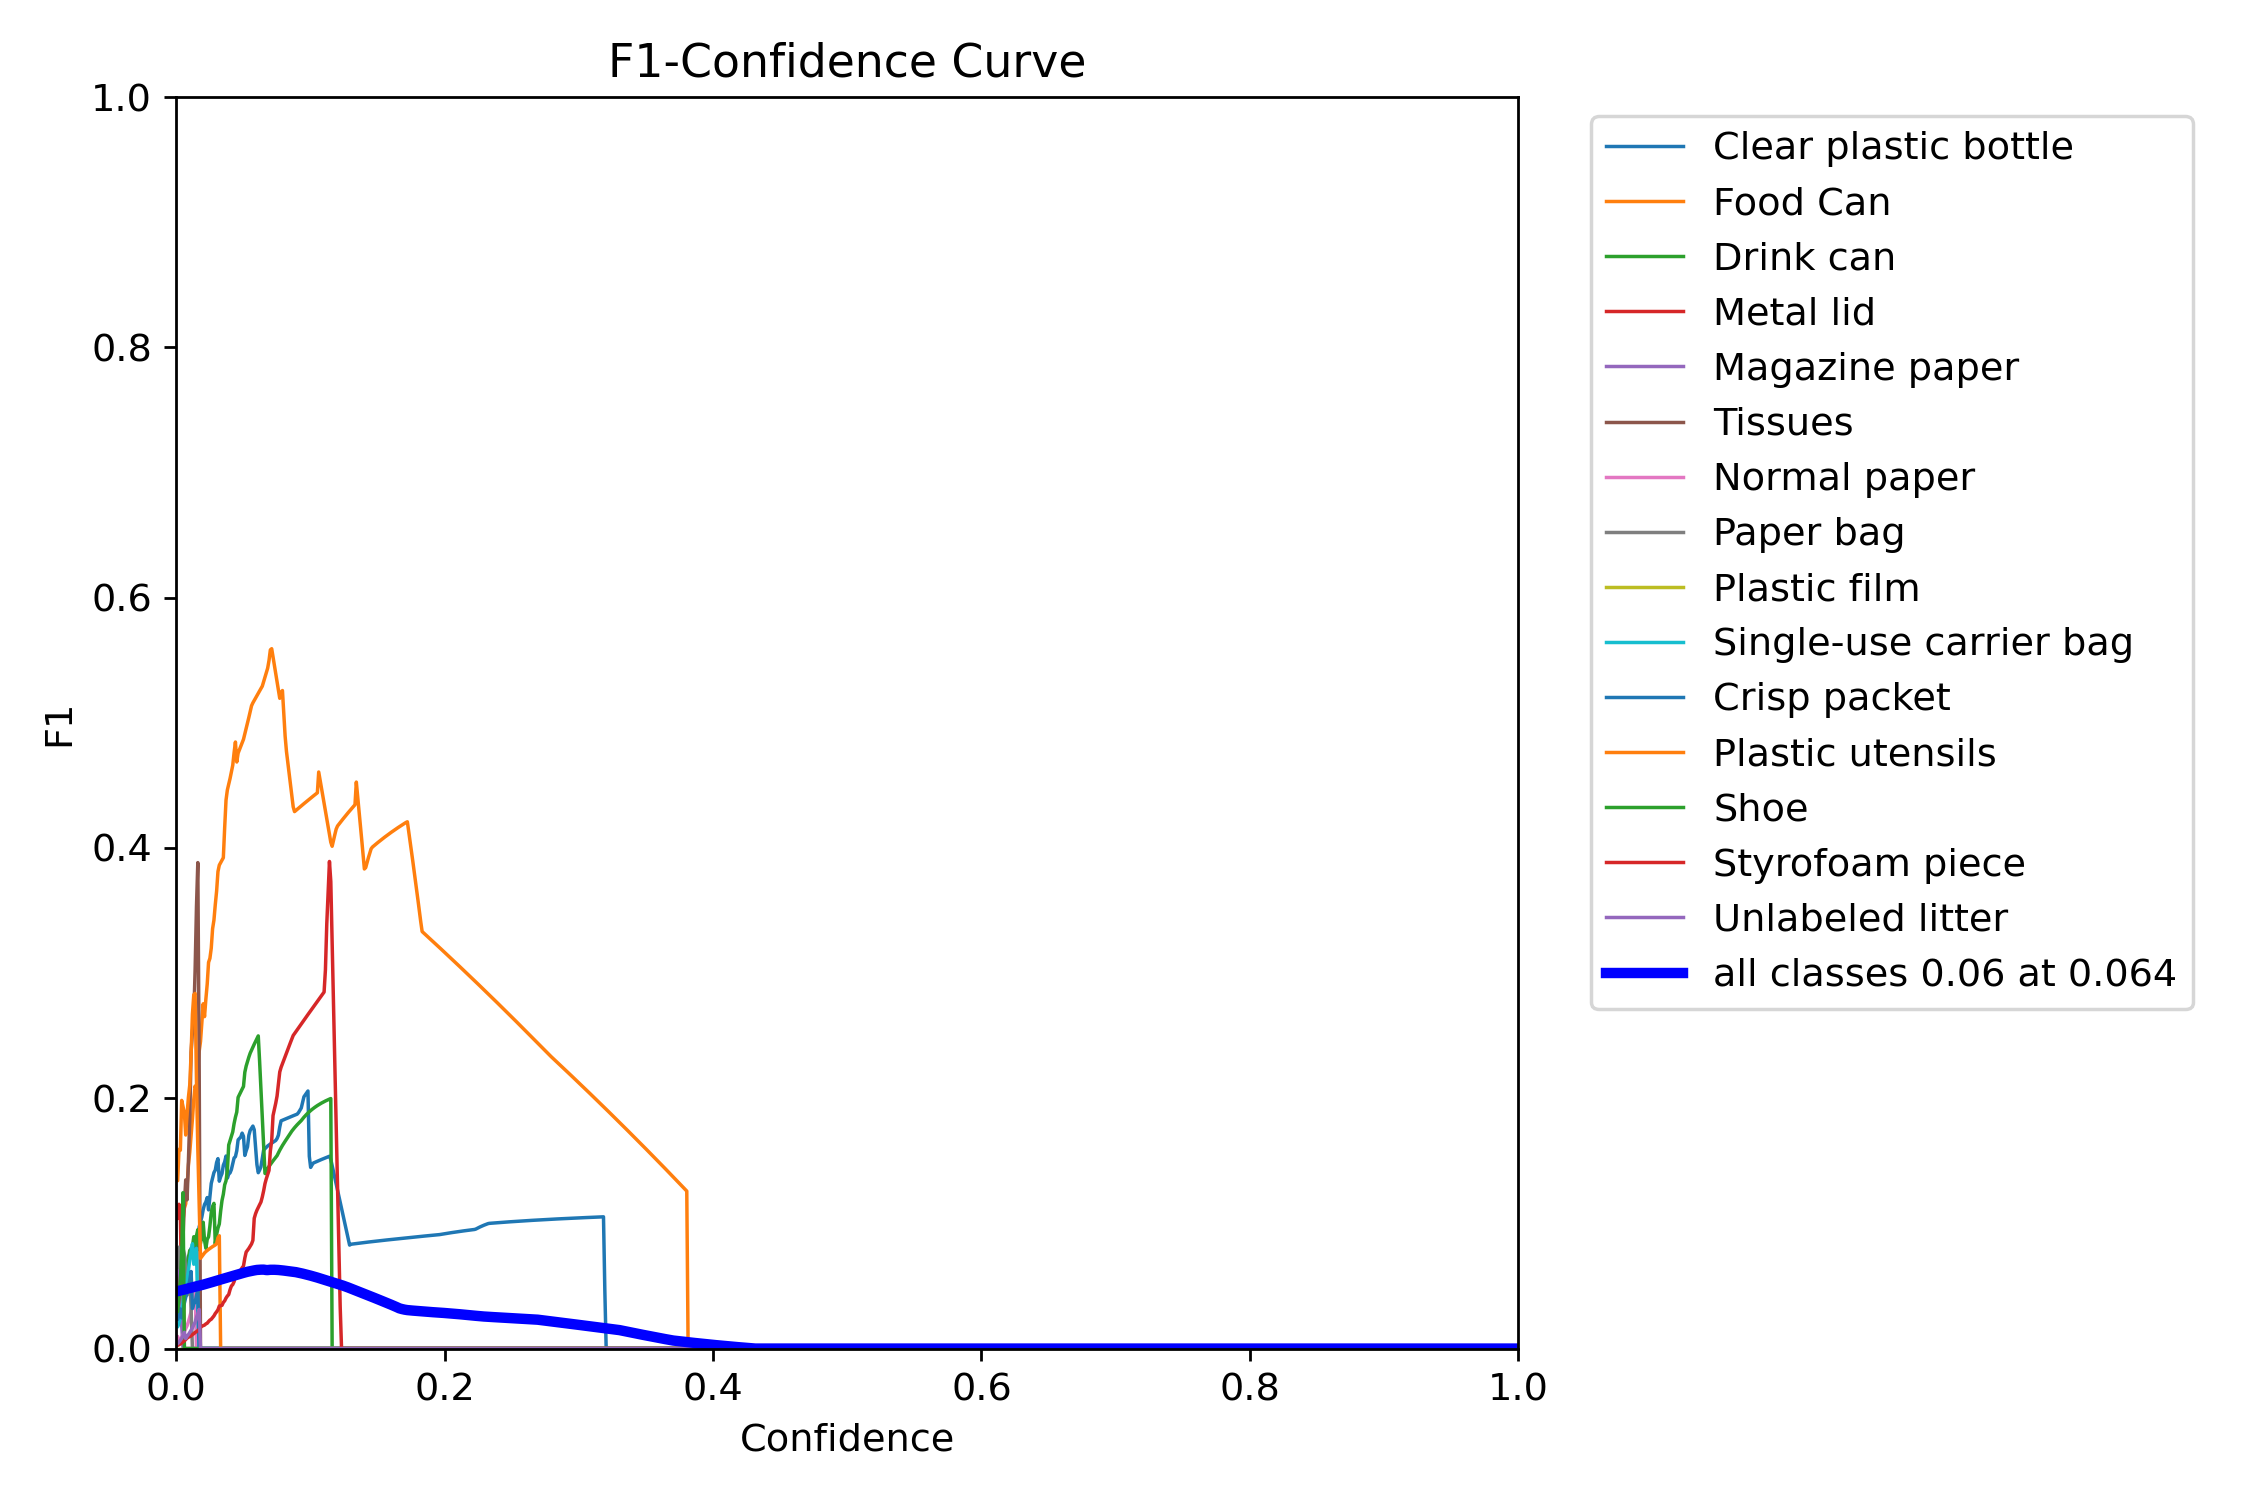 F1-Confidence Curve
1.0
0.8
0.6
0.4
0.2
0.0
F1
0.0 0.2 0.4 0.6 0.8 1.0
Confidence
Clear plastic bottle
Food Can
Drink can
Metal lid
Magazine paper
Tissues
Normal paper
Paper bag
Plastic film
Single-use carrier bag
Crisp packet
Plastic utensils
Shoe
Styrofoam piece
Unlabeled litter
all classes 0.06 at 0.064